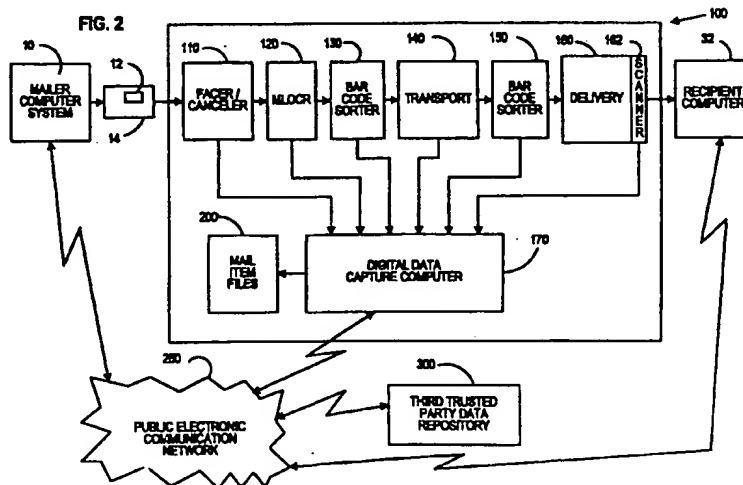 FIG. 2
100
10
12
110
120
130
140
150
160
162
32
MAILER
COMPUTER
SYSTEM
14
FACER /
CANCELER
MLOCR
BAR
CODE
SORTER
TRANSPORT
BAR
CODE
SORTER
DELIVERY
SCANNER
RECIPIENT
COMPUTER
200
MAIL
ITEM
FILES
DIGITAL DATA
CAPTURE COMPUTER
170
250
PUBLIC ELECTRONIC
COMMUNICATION
NETWORK
300
THIRD TRUSTED
PARTY DATA
REPOSITORY